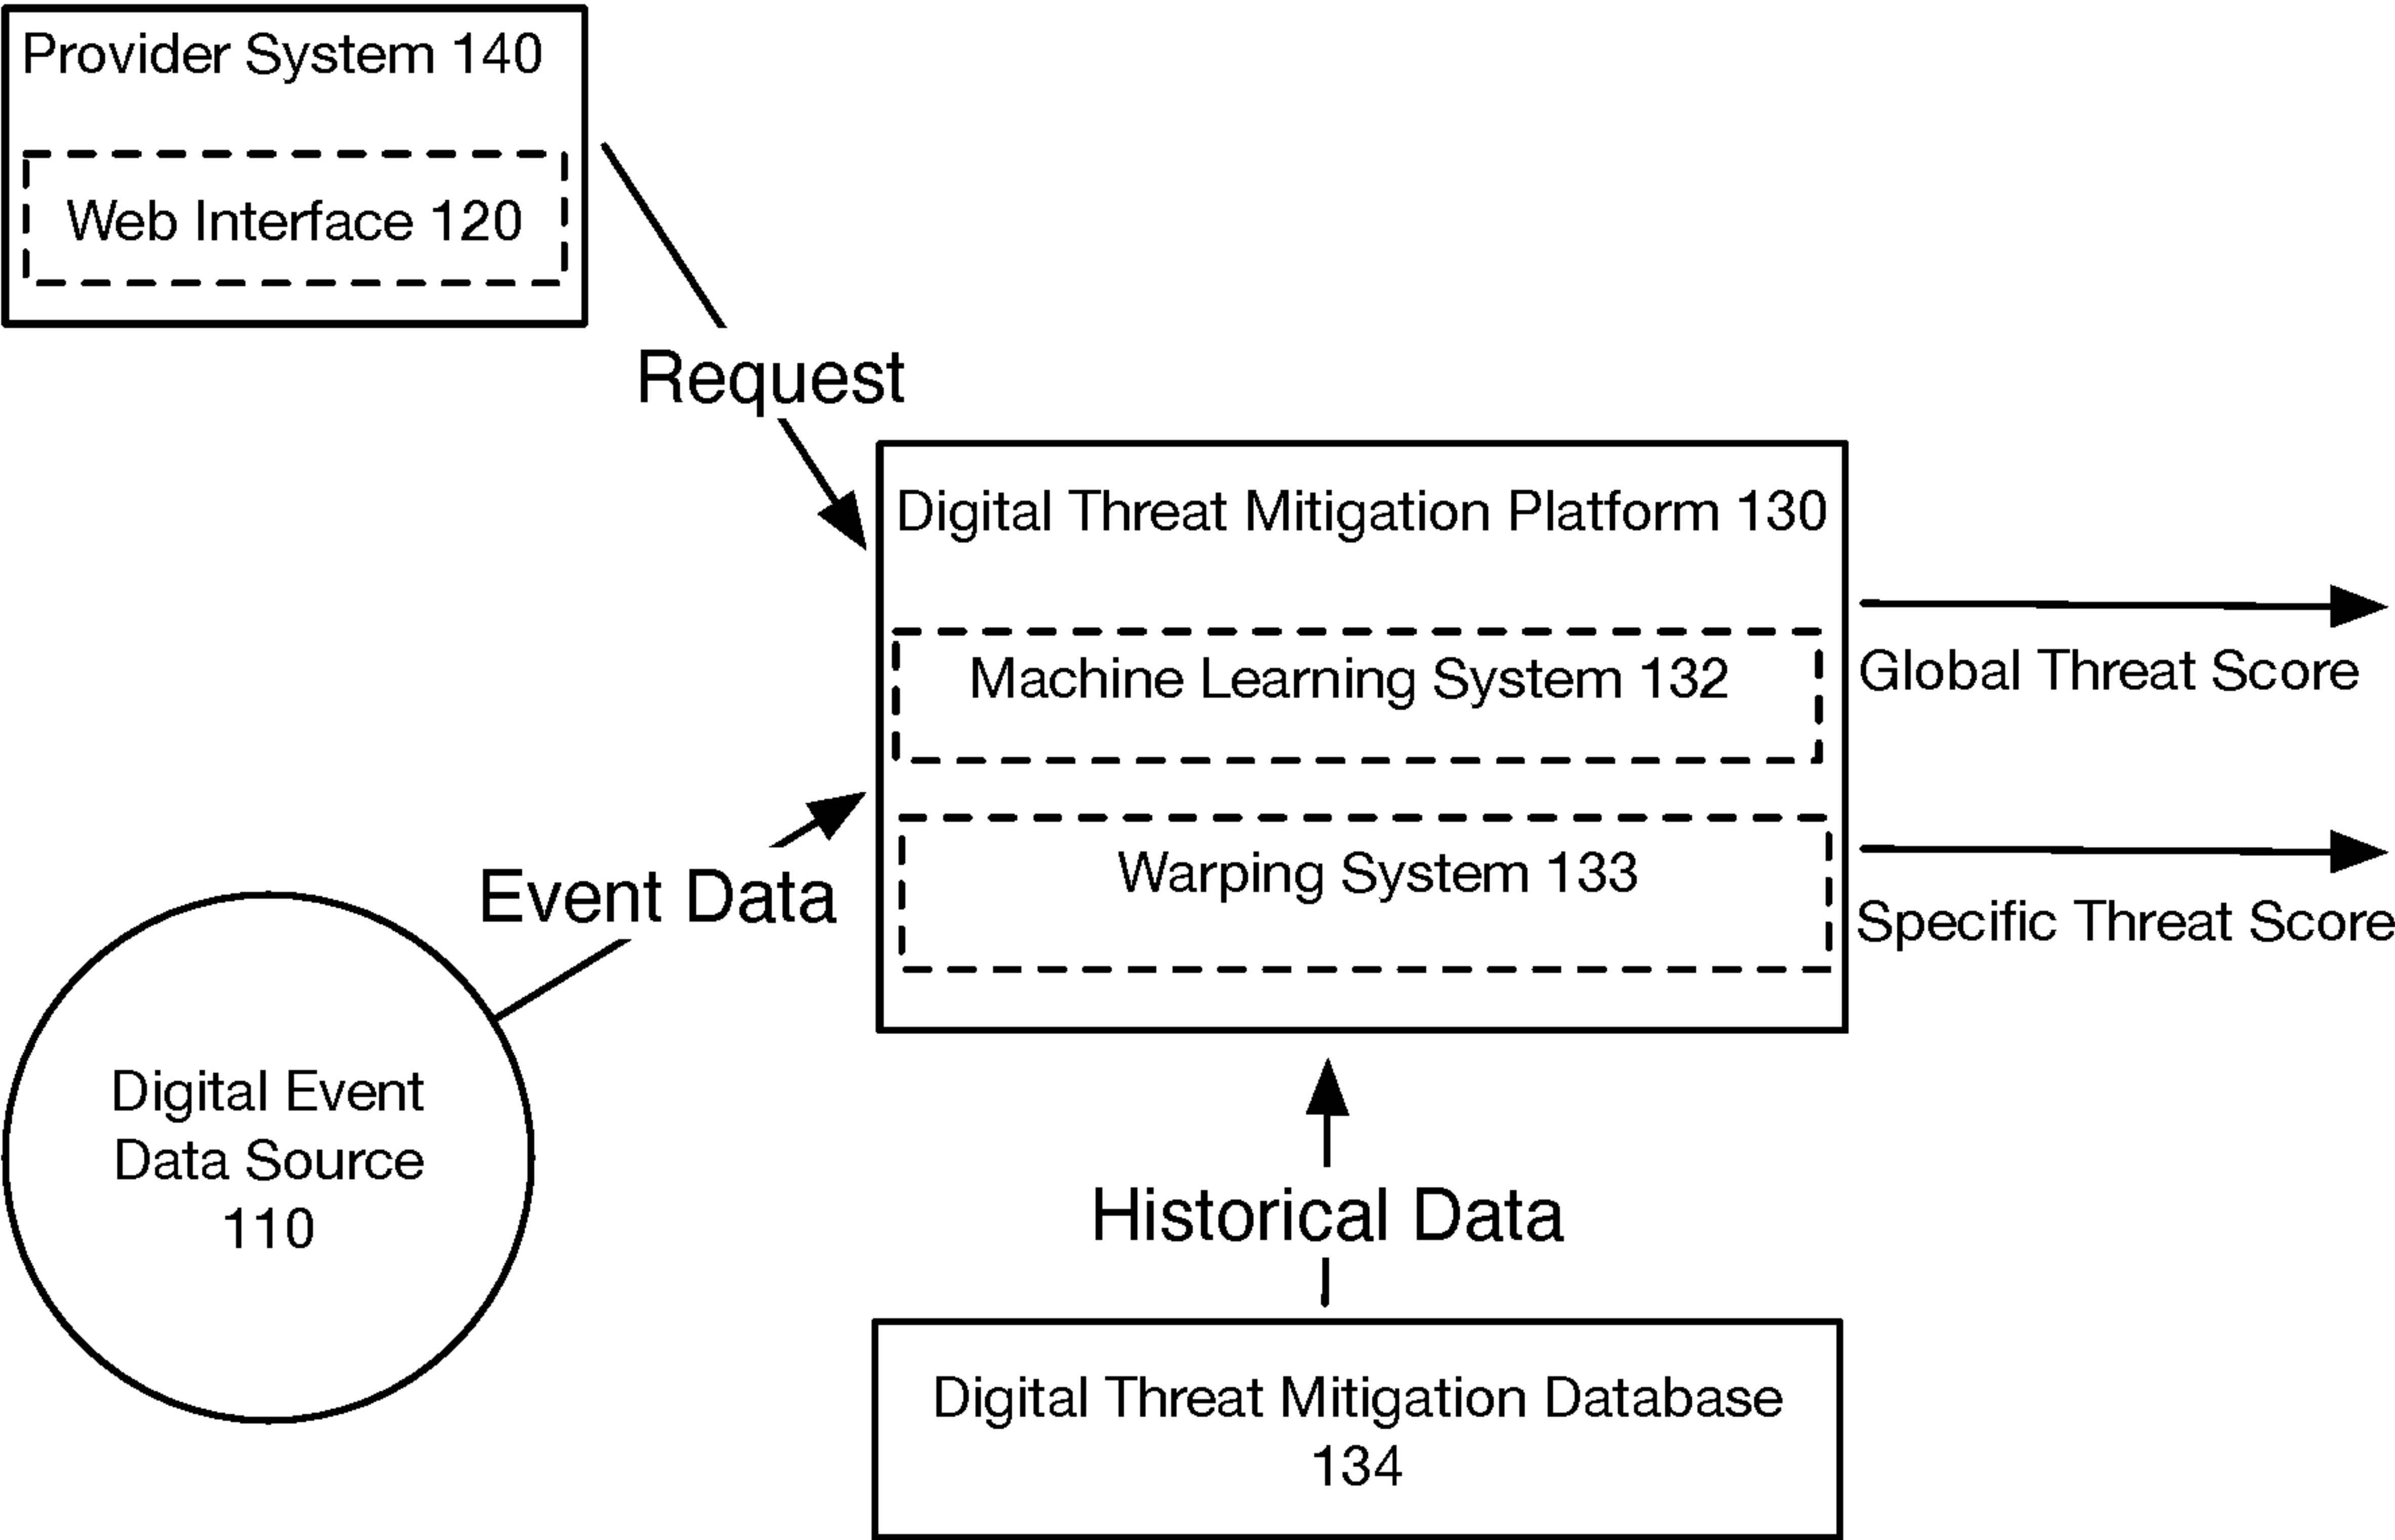 Provider System 140
Web Interface 120
Request
Digital Threat Mitigation Platform 130
Machine Learning System 132
Global Threat Score
Warping System 133
Specific Threat Score
Event Data
Digital Event
Data Source
110
Historical Data
Digital Threat Mitigation Database
134